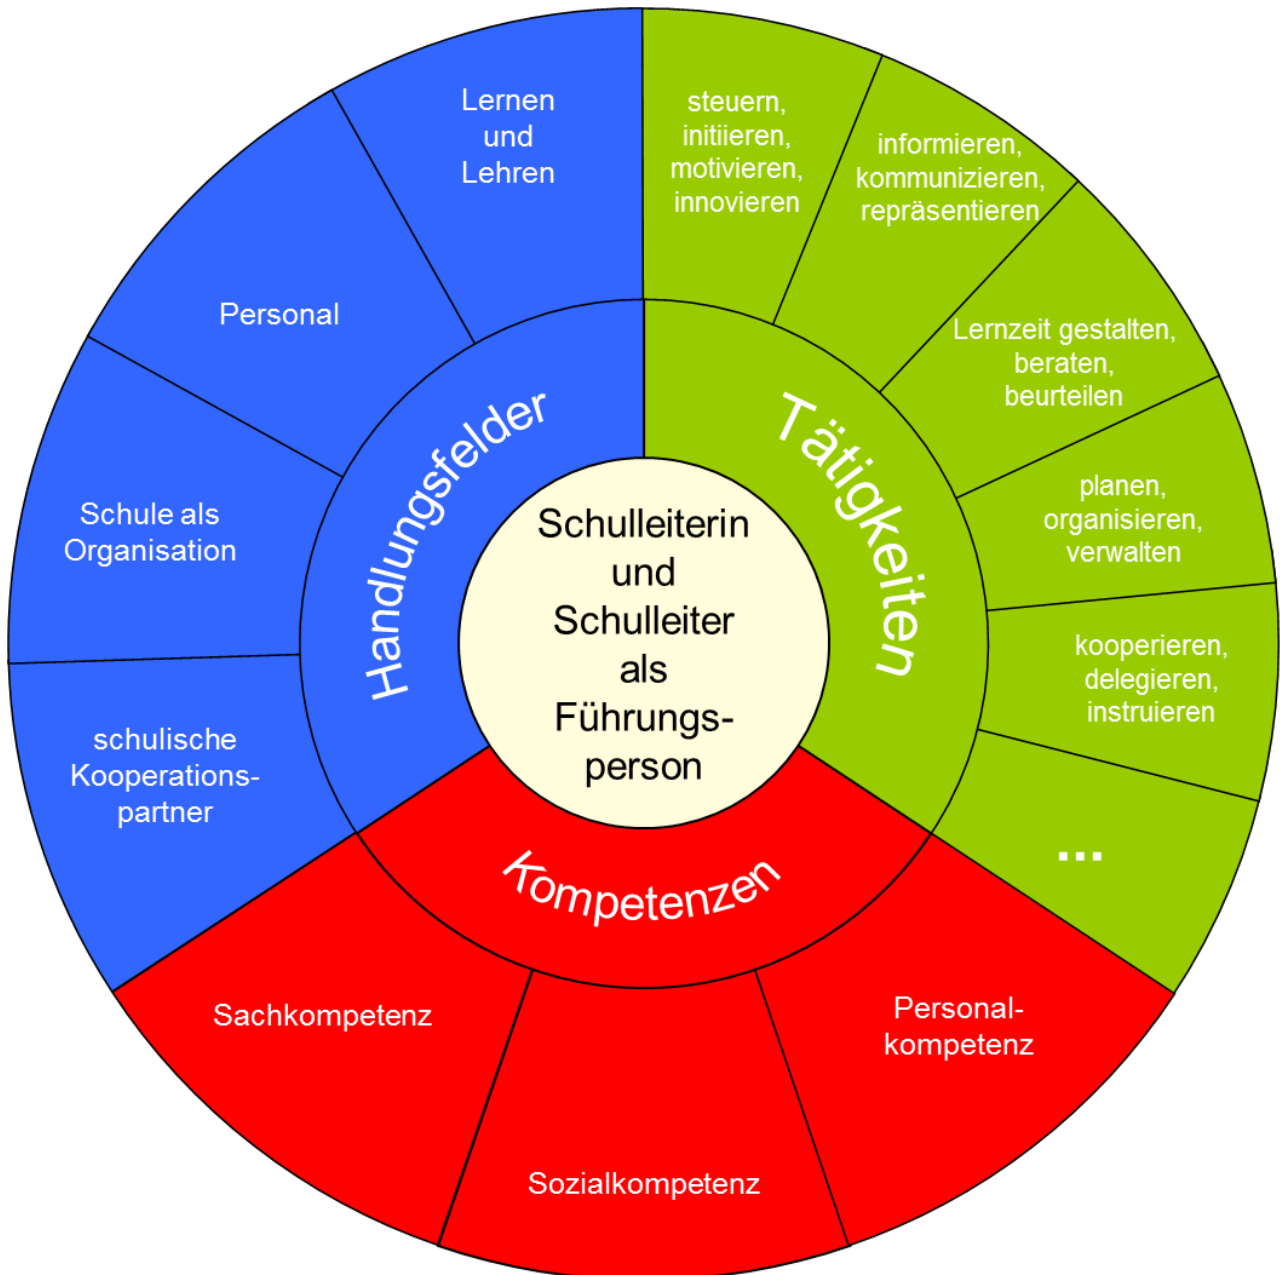 Schulleiterin
und
Schulleiter
als
Führungs-
person
Handlungsfelder
Lernen
und
Lehren
Personal
Schule als
Organisation
schulische
Kooperations-
partner
Tätigkeiten
steuern,
initiieren,
motivieren,
innovieren
informieren,
kommunizieren,
repräsentieren
Lernzeit gestalten,
beraten,
beurteilen
planen,
organisieren,
verwalten
kooperieren,
delegieren,
instruieren
...
Kompetenzen
Sachkompetenz
Sozialkompetenz
Personal-
kompetenz